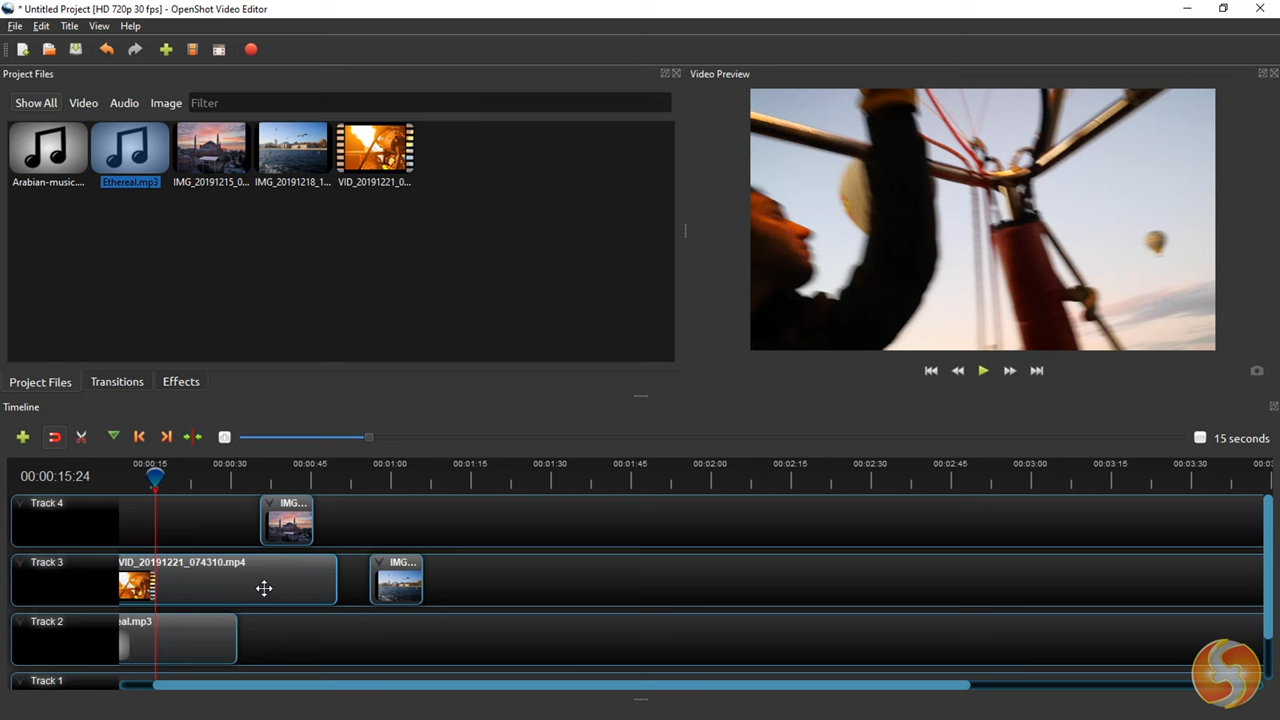 * Untitled Project [HD 720p 30 fps] - OpenShot Video Editor
File Edit Title View Help
Project Files
Video Preview
Show All Video Audio Image Filter
Arabian-music.... Ethereal.mp3 IMG_20191215_0... IMG_20191218_1... VID_20191221_0...
Project Files Transitions Effects
Timeline
15 seconds
00:00:15:24
00:00:15 00:00:30 00:00:45 00:01:00 00:01:15 00:01:30 00:01:45 00:02:00 00:02:15 00:02:30 00:02:45 00:03:00 00:03:15 00:03:30 00:03:
Track 4 IMG...
Track 3 VID_20191221_074310.mp4 IMG...
Track 2 eal.mp3
Track 1